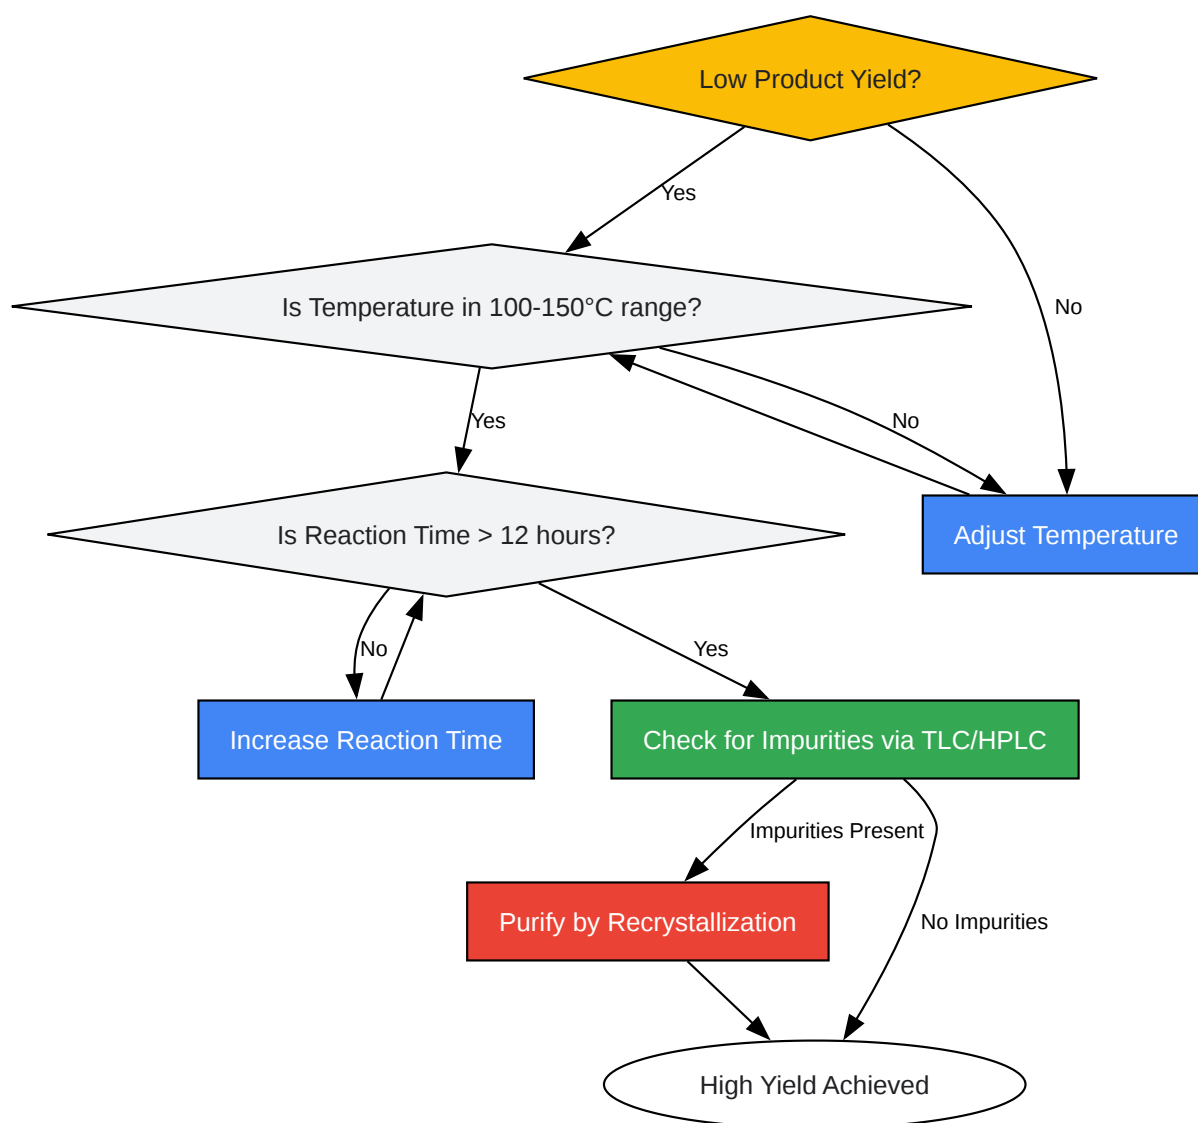 Low Product Yield?
Yes
Is Temperature in 100-150°C range?
No
Yes
No
Is Reaction Time > 12 hours?
Adjust Temperature
No
Yes
Increase Reaction Time
Check for Impurities via TLC/HPLC
Impurities Present
Purify by Recrystallization
No Impurities
High Yield Achieved